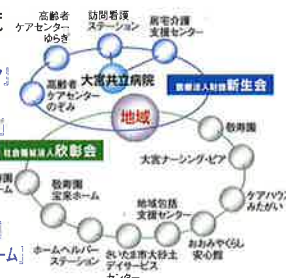 高齢者
ケアセンター
ゆらぎ
訪問看護
ステーション
居宅介護
支援センター
大宮共立病院
高齢者
ケアセンター
のぞみ
医療法人財団新生会
地域
社会福祉法人欣彰会
敬寿園
大宮ナーシング・ピア
敬寿園
宝来ホーム
ケアハウス
みたがい
地域包括
支援センター
おおみやくらし
安心館
ホームヘルパー
ステーション
さいたま市大砂土
デイサービス
センター